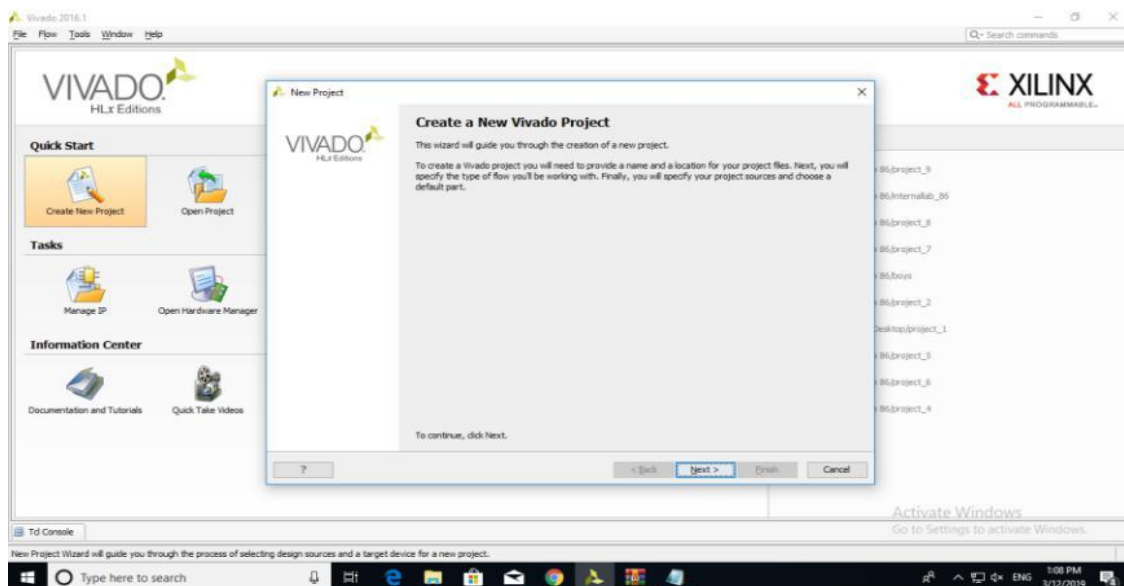 Vivado 2016.1
File Flow Tools Window Help
Q- Search commands
VIVADO
HLx Editions
XILINX
ALL PROGRAMMABLE
Quick Start
Create New Project
Open Project
Tasks
Manage IP
Open Hardware Manager
Information Center
Documentation and Tutorials
Quick Take Videos
New Project
VIVADO
HLx Editions
Create a New Vivado Project
This wizard will guide you through the creation of a new project.
To create a Vivado project you will need to provide a name and a location for your project files. Next, you will
specify the type of flow you'll be working with. Finally, you will specify your project sources and choose a
default part.
To continue, click Next.
?
< Back Next > Finish Cancel
86/project_9
86/internallab_86
86/project_8
86/project_7
86/boys
86/project_2
Desktop/project_1
86/project_5
86/project_6
86/project_4
Activate Windows
Go to Settings to activate Windows.
Tcl Console
New Project Wizard will guide you through the process of selecting design sources and a target device for a new project.
Type here to search
ENG
1:08 PM
3/12/2019